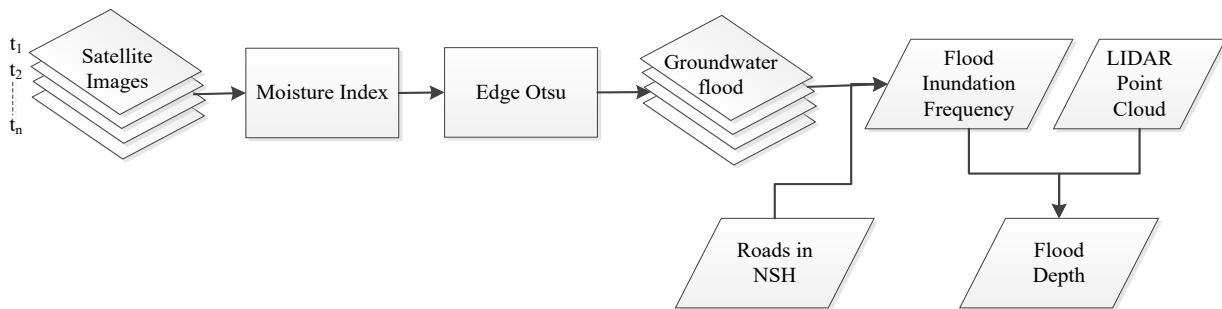 t1
t2
tn
Satellite
Images
Moisture Index
Edge Otsu
Groundwater
flood
Flood
Inundation
Frequency
LIDAR
Point
Cloud
Roads in
NSH
Flood
Depth